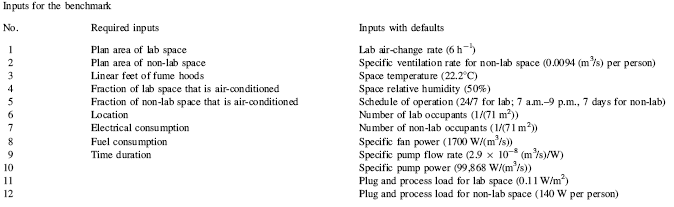 Inputs for the benchmark
No. Required inputs Inputs with defaults
1 Plan area of lab space Lab air-change rate (6 h⁻¹)
2 Plan area of non-lab space Specific ventilation rate for non-lab space (0.0094 (m³/s) per person)
3 Linear feet of fume hoods Space temperature (22.2°C)
4 Fraction of lab space that is air-conditioned Space relative humidity (50%)
5 Fraction of non-lab space that is air-conditioned Schedule of operation (24/7 for lab; 7 a.m.–9 p.m., 7 days for non-lab)
6 Location Number of lab occupants (1/(71 m²))
7 Electrical consumption Number of non-lab occupants (1/(71 m²))
8 Fuel consumption Specific fan power (1700 W/(m³/s))
9 Time duration Specific pump flow rate (2.9 × 10⁻⁸ (m³/s)/W)
10 Specific pump power (99,868 W/(m³/s))
11 Plug and process load for lab space (0.11 W/m²)
12 Plug and process load for non-lab space (140 W per person)